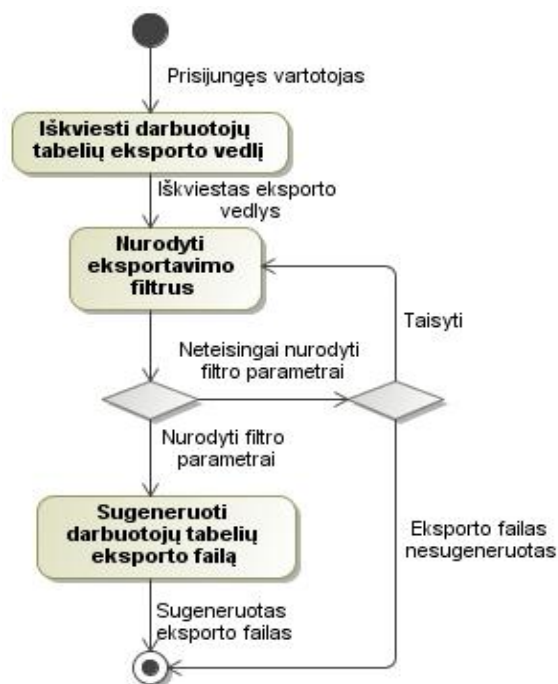 Prisijungęs vartotojas
Iškviesti darbuotojų
tabelių eksporto vedlį
Iškviestas eksporto
vedlys
Nurodyti
eksportavimo
filtrus
Taisyti
Neteisingai nurodyti
filtro parametrai
Nurodyti filtro
parametrai
Sugeneruoti
darbuotojų tabelių
eksporto failą
Eksporto failas
nesugeneruotas
Sugeneruotas
eksporto failas